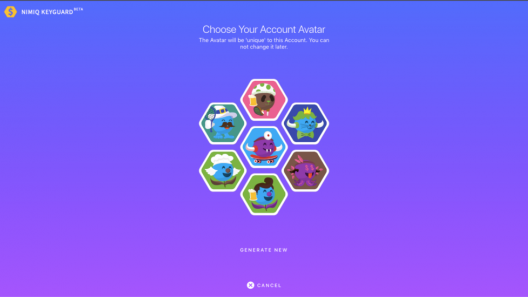 NIMIQ KEYGUARD BETA
Choose Your Account Avatar
The Avatar will be 'unique' to this Account. You can
not change it later.
GENERATE NEW
CANCEL